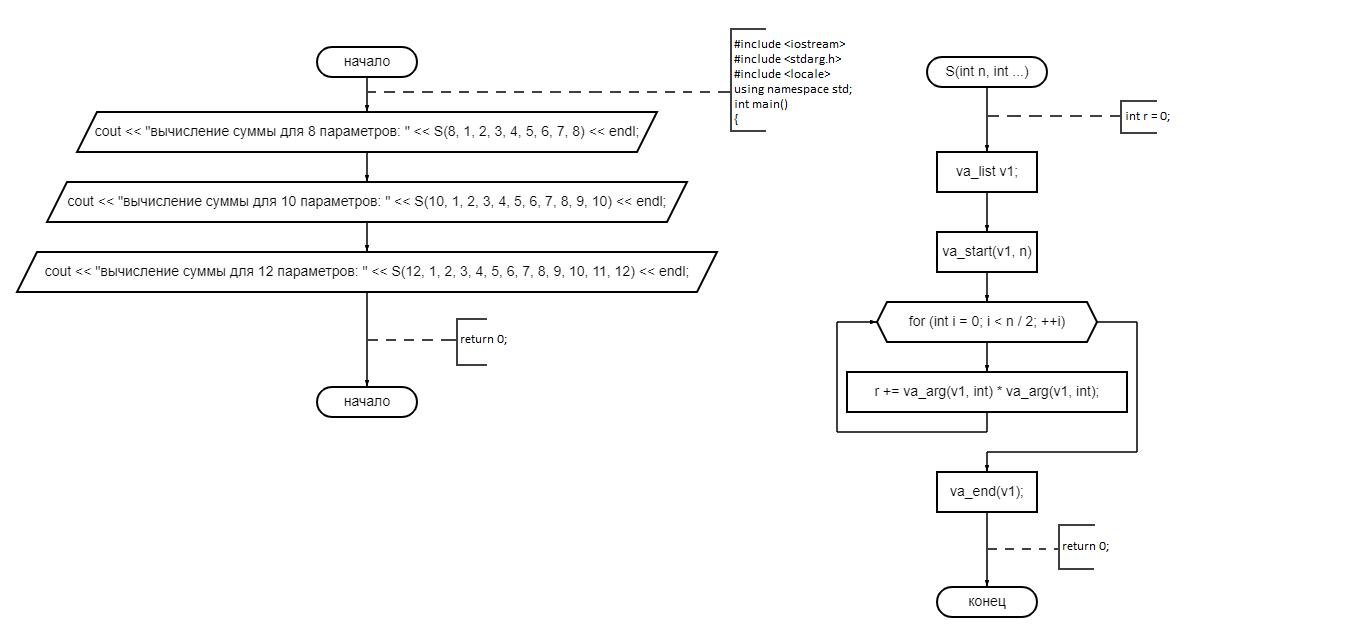 начало
#include <iostream>
#include <stdarg.h>
#include <locale>
using namespace std;
int main()
{
cout << "вычисление суммы для 8 параметров: " << S(8, 1, 2, 3, 4, 5, 6, 7, 8) << endl;
cout << "вычисление суммы для 10 параметров: " << S(10, 1, 2, 3, 4, 5, 6, 7, 8, 9, 10) << endl;
cout << "вычисление суммы для 12 параметров: " << S(12, 1, 2, 3, 4, 5, 6, 7, 8, 9, 10, 11, 12) << endl;
return 0;
начало
S(int n, int ...)
int r = 0;
va_list v1;
va_start(v1, n)
for (int i = 0; i < n / 2; ++i)
r += va_arg(v1, int) * va_arg(v1, int);
va_end(v1);
return 0;
конец